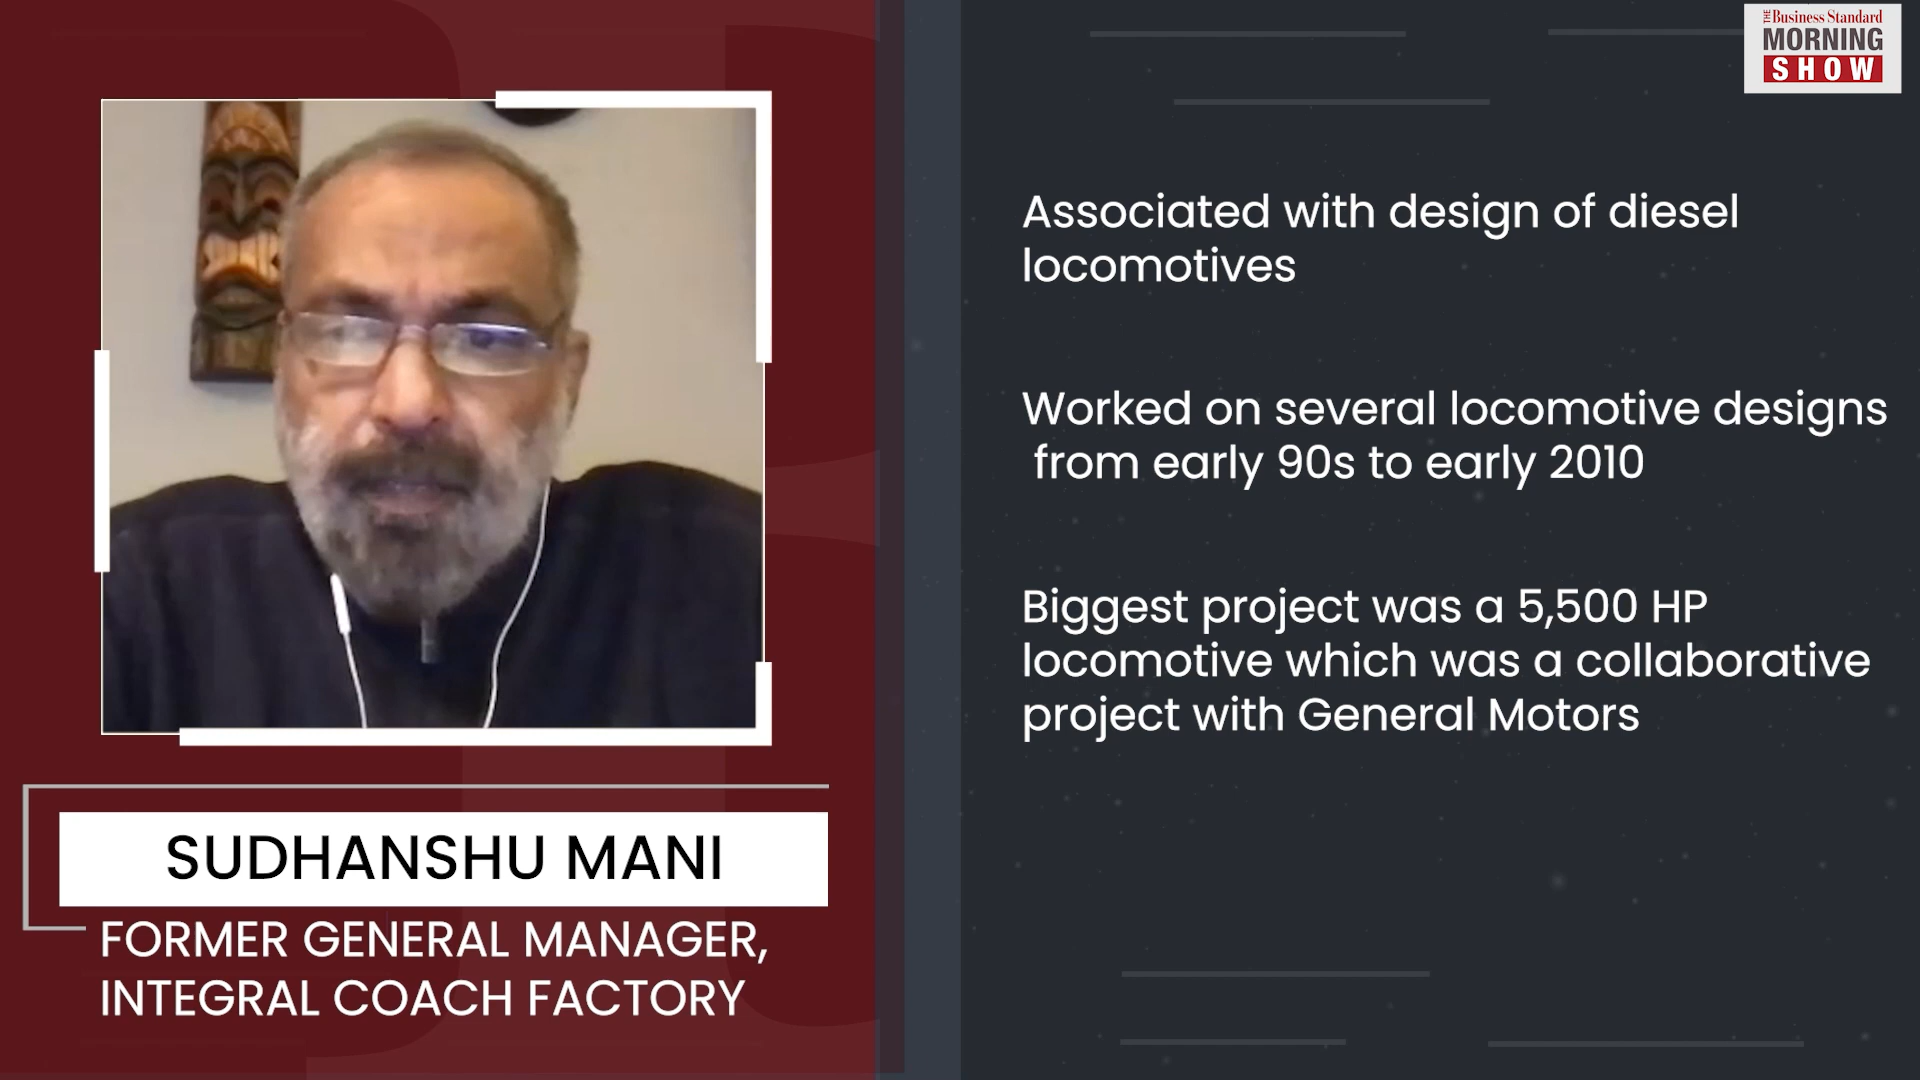 THE Business Standard
MORNING
SHOW
Associated with design of diesel
locomotives
Worked on several locomotive designs
from early 90s to early 2010
Biggest project was a 5,500 HP
locomotive which was a collaborative
project with General Motors
SUDHANSHU MANI
FORMER GENERAL MANAGER,
INTEGRAL COACH FACTORY